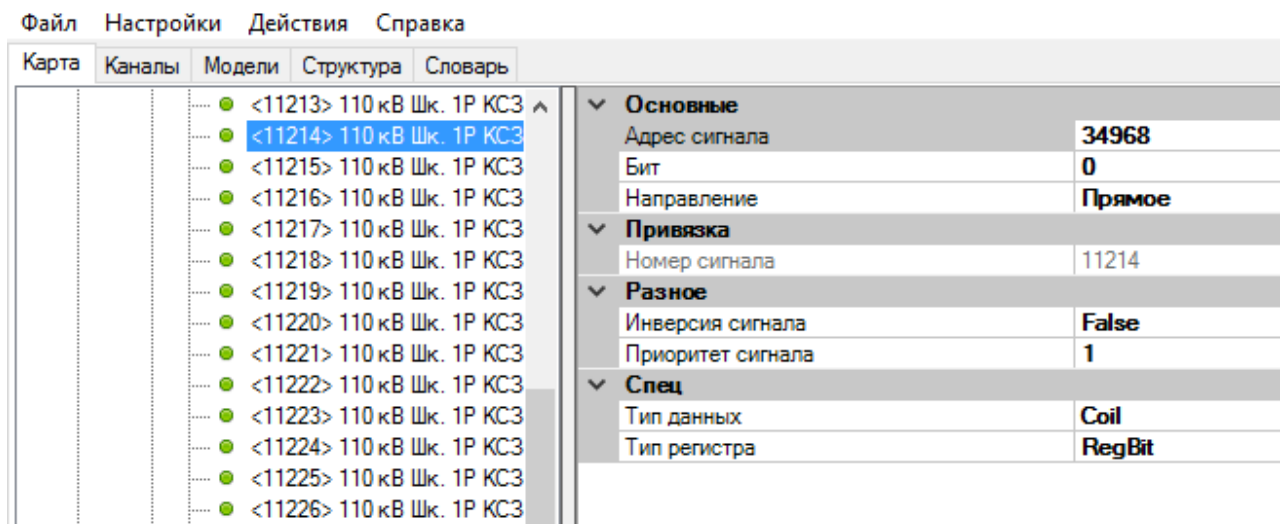 Файл Настройки Действия Справка
Карта Каналы Модели Структура Словарь
<11213> 110 кВ Шк. 1Р КСЗ
<11214> 110 кВ Шк. 1Р КСЗ
<11215> 110 кВ Шк. 1Р КСЗ
<11216> 110 кВ Шк. 1Р КСЗ
<11217> 110 кВ Шк. 1Р КСЗ
<11218> 110 кВ Шк. 1Р КСЗ
<11219> 110 кВ Шк. 1Р КСЗ
<11220> 110 кВ Шк. 1Р КСЗ
<11221> 110 кВ Шк. 1Р КСЗ
<11222> 110 кВ Шк. 1Р КСЗ
<11223> 110 кВ Шк. 1Р КСЗ
<11224> 110 кВ Шк. 1Р КСЗ
<11225> 110 кВ Шк. 1Р КСЗ
<11226> 110 кВ Шк. 1Р КСЗ
Основные
Адрес сигнала 34968
Бит 0
Направление Прямое
Привязка
Номер сигнала 11214
Разное
Инверсия сигнала False
Приоритет сигнала 1
Спец
Тип данных Coil
Тип регистра RegBit